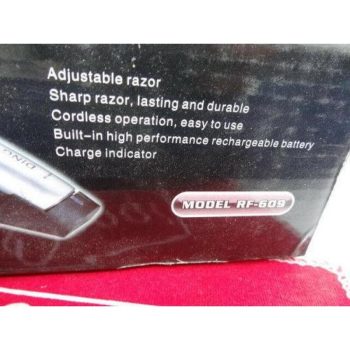 Adjustable razor
Sharp razor, lasting and durable
Cordless operation, easy to use
Built-in high performance rechargeable battery
Charge indicator
MODEL RF-609